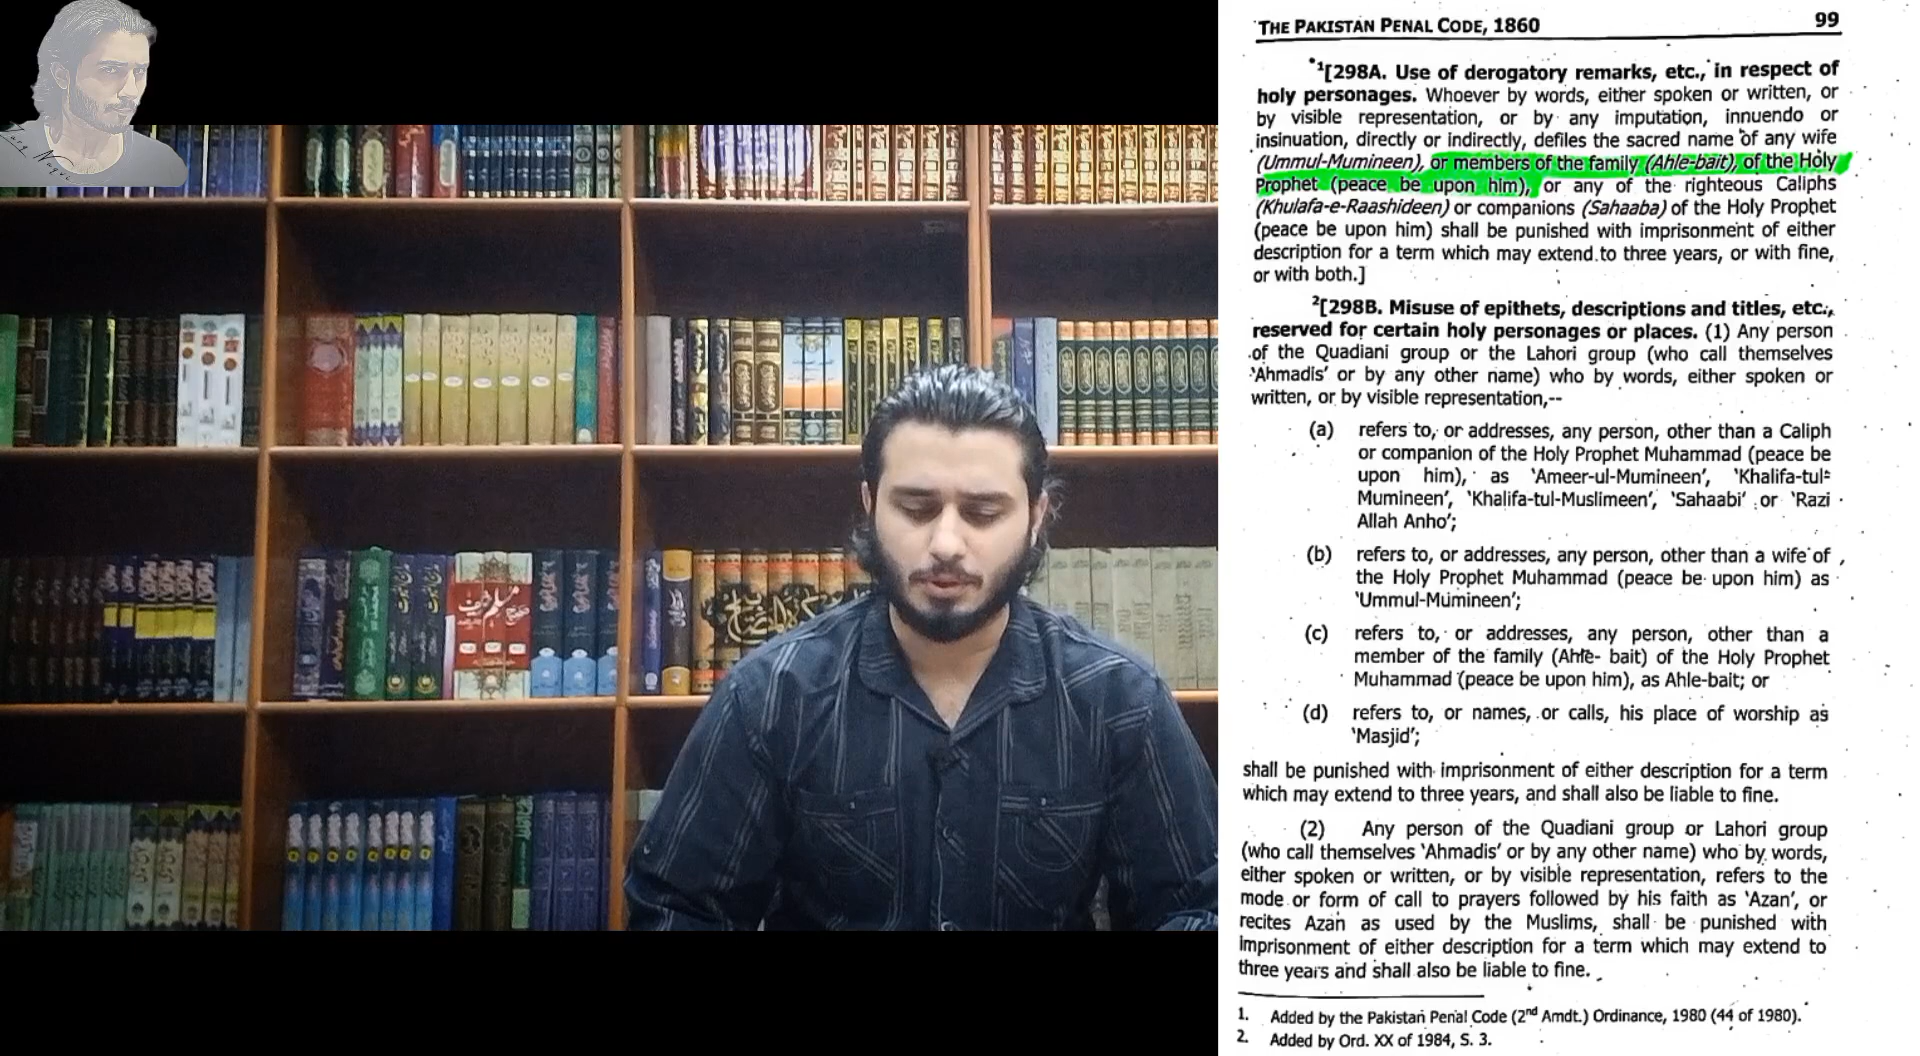 Zarq Naqvi
مسلم شریف
THE PAKISTAN PENAL CODE, 1860
99
¹[298A. Use of derogatory remarks, etc., in respect of
holy personages. Whoever by words, either spoken or written, or
by visible representation, or by any imputation, innuendo or
insinuation, directly or indirectly, defiles the sacred name of any wife
(Ummul-Mumineen), or members of the family (Ahle-bait), of the Holy
Prophet (peace be upon him), or any of the righteous Caliphs
(Khulafa-e-Raashideen) or companions (Sahaaba) of the Holy Prophet
(peace be upon him) shall be punished with imprisonment of either
description for a term which may extend to three years, or with fine,
or with both.]
²[298B. Misuse of epithets, descriptions and titles, etc.,
reserved for certain holy personages or places. (1) Any person
of the Quadiani group or the Lahori group (who call themselves
'Ahmadis' or by any other name) who by words, either spoken or
written, or by visible representation,--
(a) refers to, or addresses, any person, other than a Caliph
or companion of the Holy Prophet Muhammad (peace be
upon him), as 'Ameer-ul-Mumineen', 'Khalifa-tul-
Mumineen', 'Khalifa-tul-Muslimeen', 'Sahaabi' or 'Razi
Allah Anho';
(b) refers to, or addresses, any person, other than a wife of
the Holy Prophet Muhammad (peace be upon him) as
'Ummul-Mumineen';
(c) refers to, or addresses, any person, other than a
member of the family (Ahle- bait) of the Holy Prophet
Muhammad (peace be upon him), as Ahle-bait; or
(d) refers to, or names, or calls, his place of worship as
'Masjid';
shall be punished with imprisonment of either description for a term
which may extend to three years, and shall also be liable to fine.
(2) Any person of the Quadiani group or Lahori group
(who call themselves 'Ahmadis' or by any other name) who by words,
either spoken or written, or by visible representation, refers to the
mode or form of call to prayers followed by his faith as 'Azan', or
recites Azan as used by the Muslims, shall be punished with
imprisonment of either description for a term which may extend to
three years and shall also be liable to fine.
1. Added by the Pakistan Penal Code (2nd Amdt.) Ordinance, 1980 (44 of 1980).
2. Added by Ord. XX of 1984, S. 3.